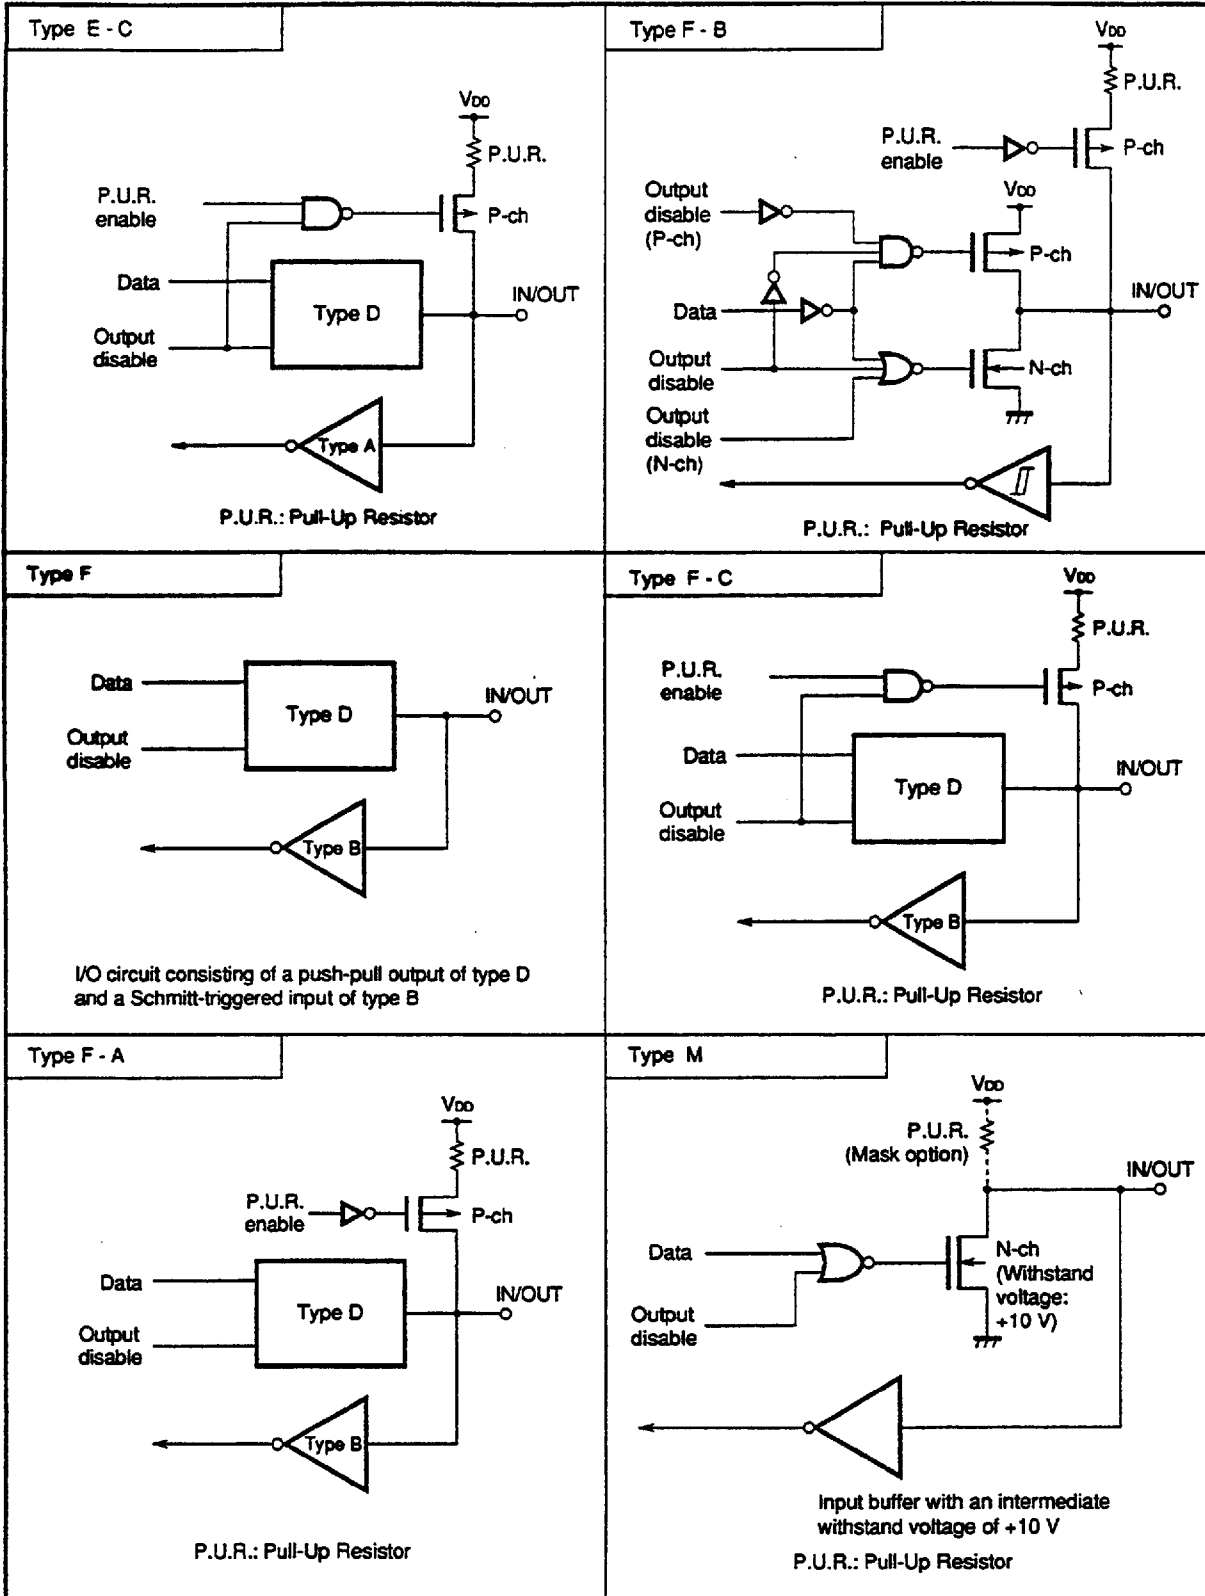 Type E - C
VDD
P.U.R.
P.U.R.
enable
P-ch
Data
Type D
IN/OUT
Output
disable
Type A
P.U.R.: Pull-Up Resistor
Type F - B
VDD
P.U.R.
P.U.R.
enable
P-ch
Output
disable
(P-ch)
VDD
P-ch
IN/OUT
Data
Output
disable
N-ch
Output
disable
(N-ch)
P.U.R.: Pull-Up Resistor
Type F
Data
Type D
IN/OUT
Output
disable
Type B
I/O circuit consisting of a push-pull output of type D
and a Schmitt-triggered input of type B
Type F - C
VDD
P.U.R.
P.U.R.
enable
P-ch
Data
Type D
IN/OUT
Output
disable
Type B
P.U.R.: Pull-Up Resistor
Type F - A
VDD
P.U.R.
P.U.R.
enable
P-ch
Data
Type D
IN/OUT
Output
disable
Type B
P.U.R.: Pull-Up Resistor
Type M
VDD
P.U.R.
(Mask option)
IN/OUT
Data
N-ch
(Withstand
voltage:
+10 V)
Output
disable
Input buffer with an intermediate
withstand voltage of +10 V
P.U.R.: Pull-Up Resistor